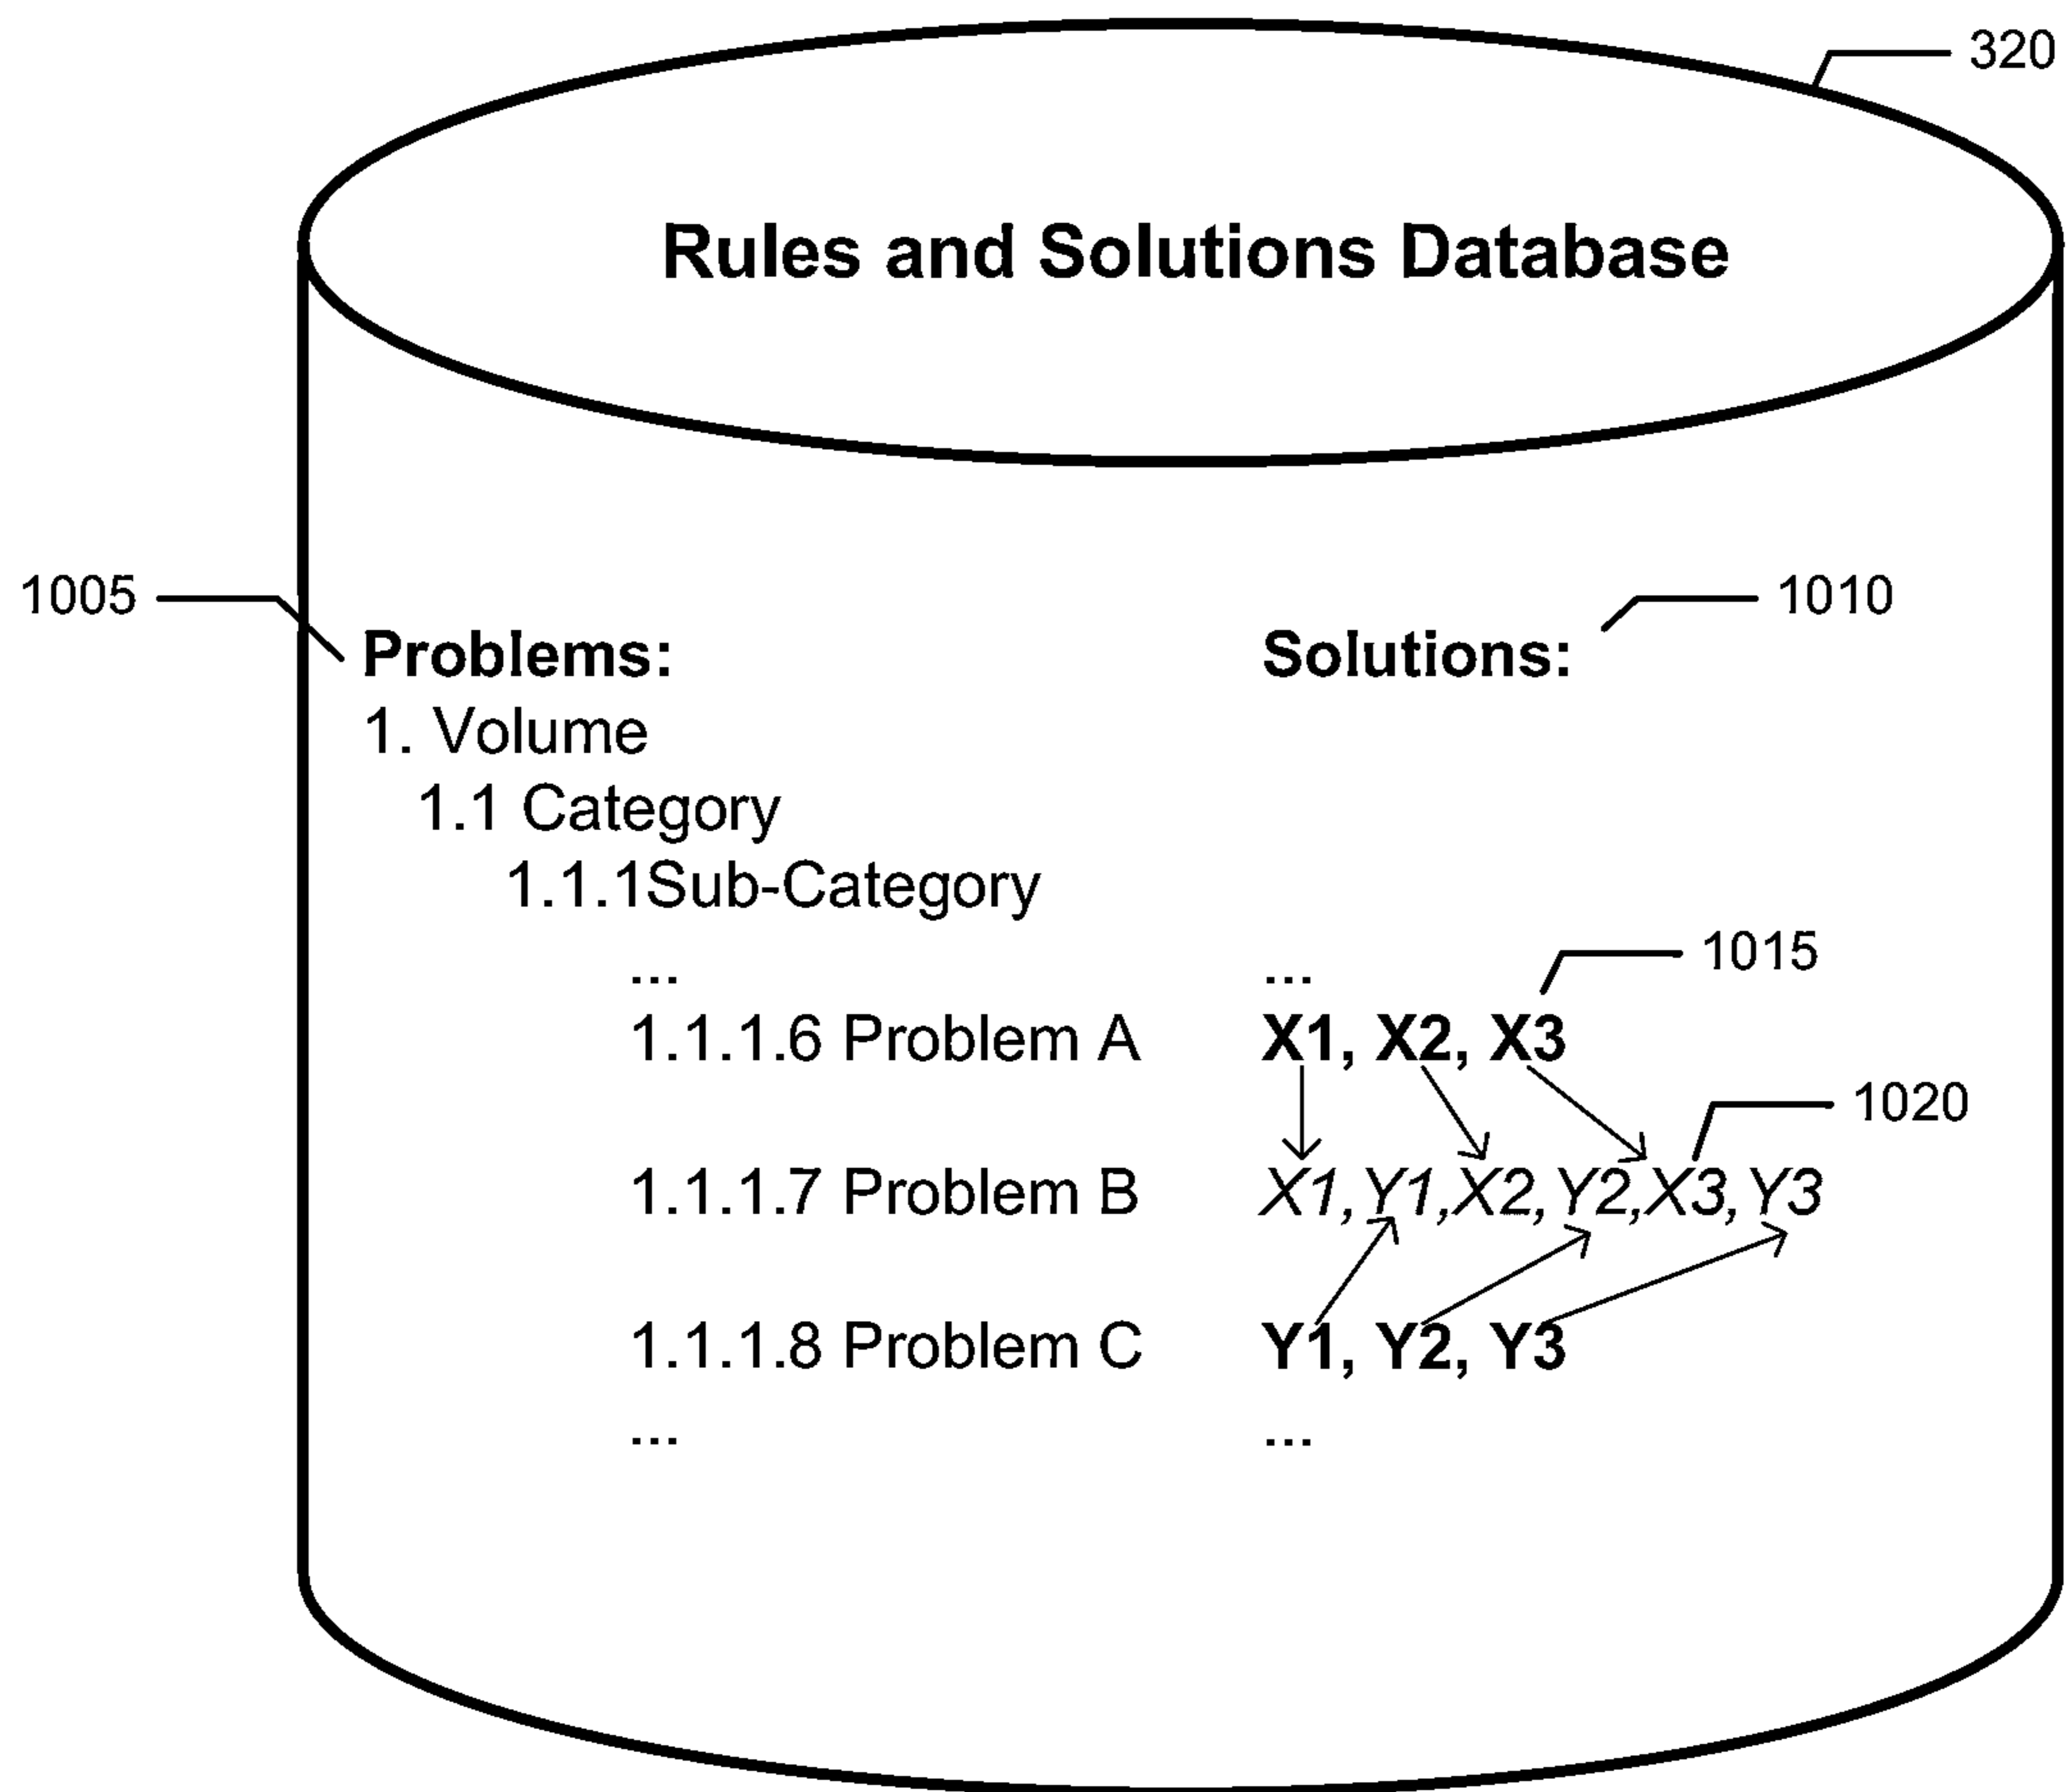 320
Rules and Solutions Database
1005
1010
Problems: Solutions:
1. Volume
1.1 Category
1.1.1Sub-Category
1015
... ...
1.1.1.6 Problem A X1, X2, X3
1020
1.1.1.7 Problem B X1, Y1,X2,Y2,X3,Y3
1.1.1.8 Problem C Y1, Y2, Y3
... ...